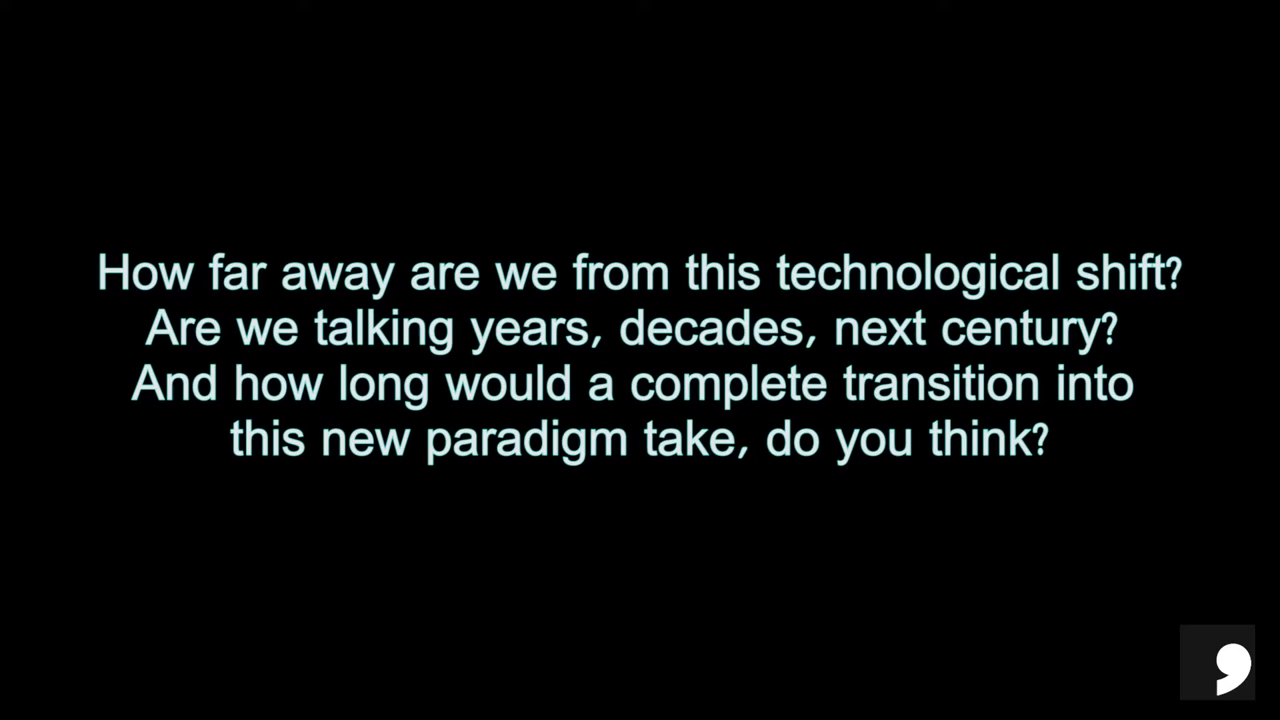 How far away are we from this technological shift?
Are we talking years, decades, next century?
And how long would a complete transition into
this new paradigm take, do you think?